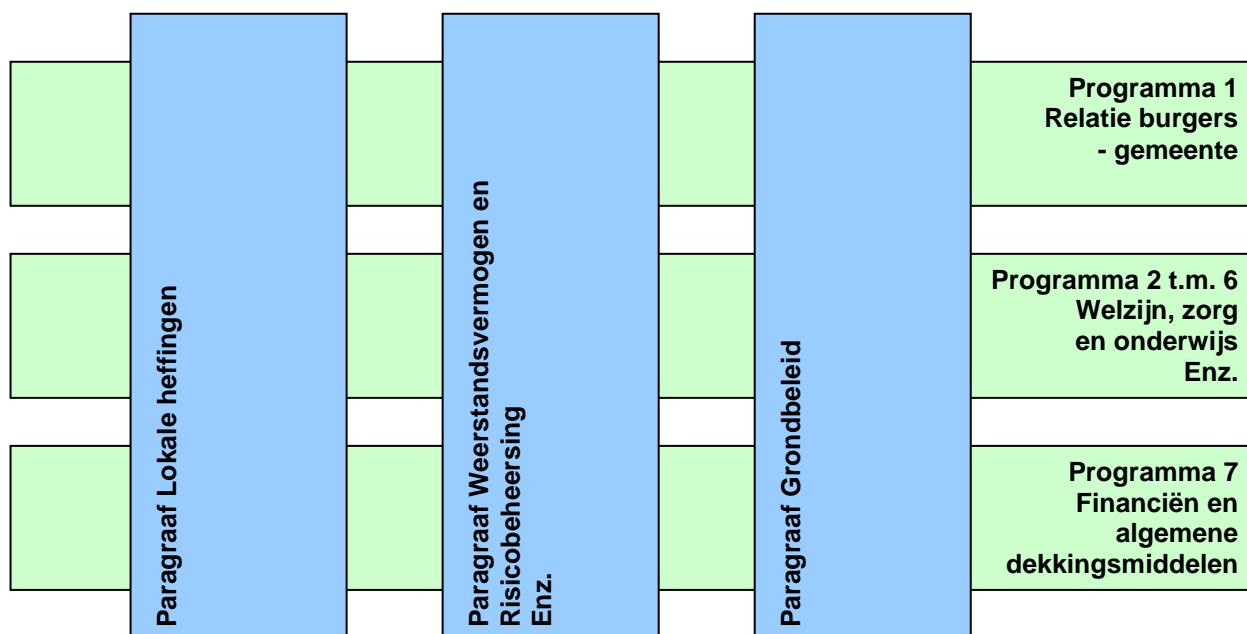 Paragraaf Lokale heffingen
Paragraaf Weerstandsvermogen en
Risicobeheersing
Enz.
Paragraaf Grondbeleid
Programma 1
Relatie burgers
- gemeente
Programma 2 t.m. 6
Welzijn, zorg
en onderwijs
Enz.
Programma 7
Financiën en
algemene
dekkingsmiddelen